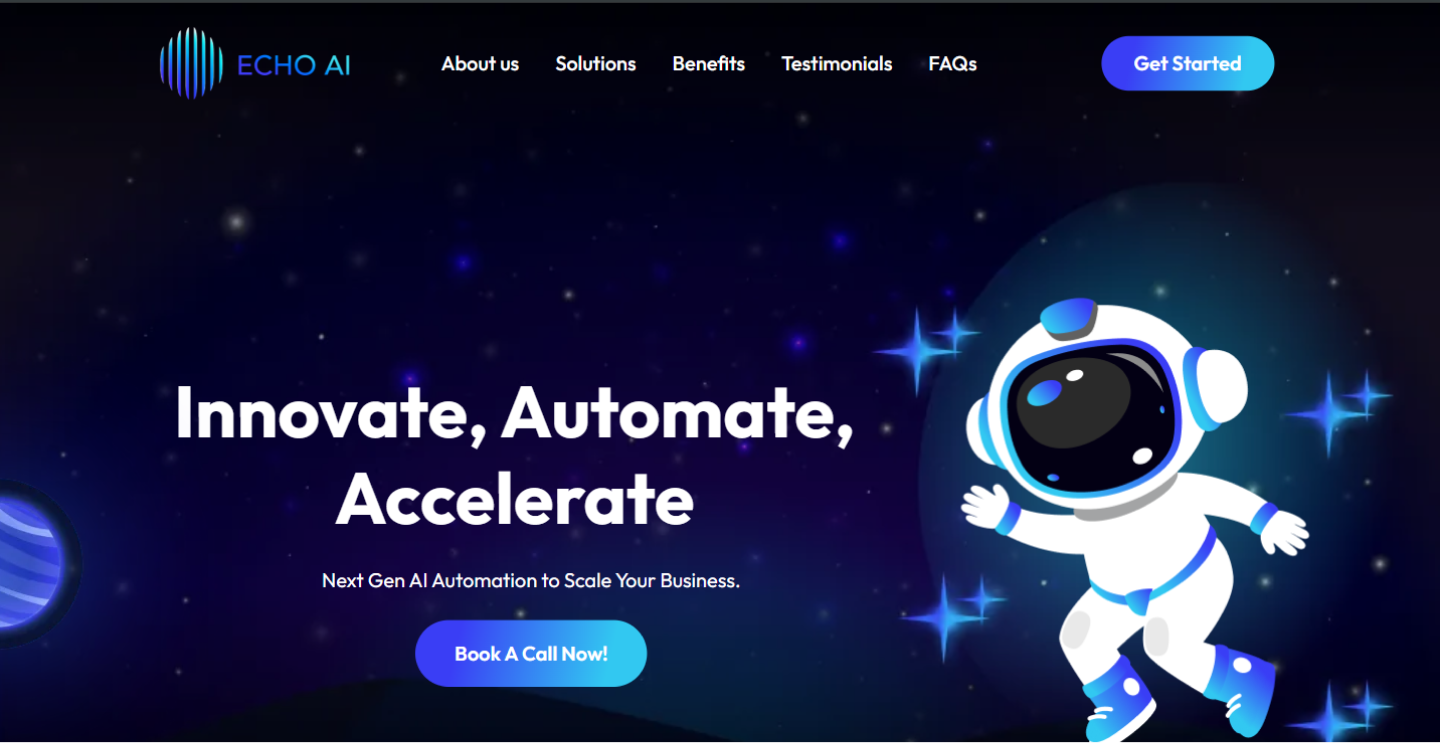 ECHO AI
About us
Solutions
Benefits
Testimonials
FAQs
Get Started
Innovate, Automate,
Accelerate
Next Gen AI Automation to Scale Your Business.
Book A Call Now!